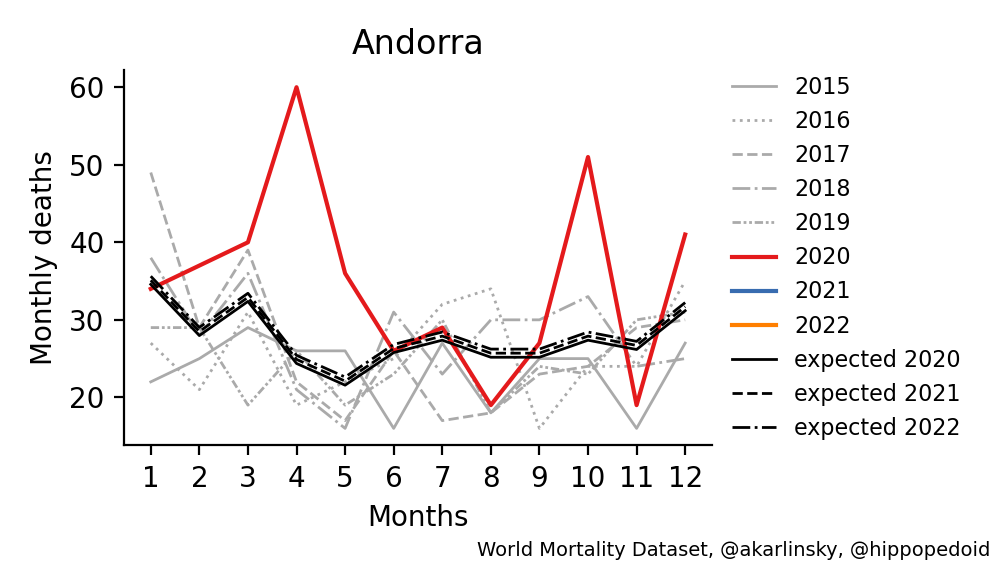 Andorra
60
50
40
30
20
Monthly deaths
1 2 3 4 5 6 7 8 9 10 11 12
Months
2015
2016
2017
2018
2019
2020
2021
2022
expected 2020
expected 2021
expected 2022
World Mortality Dataset, @akarlinsky, @hippopedoid